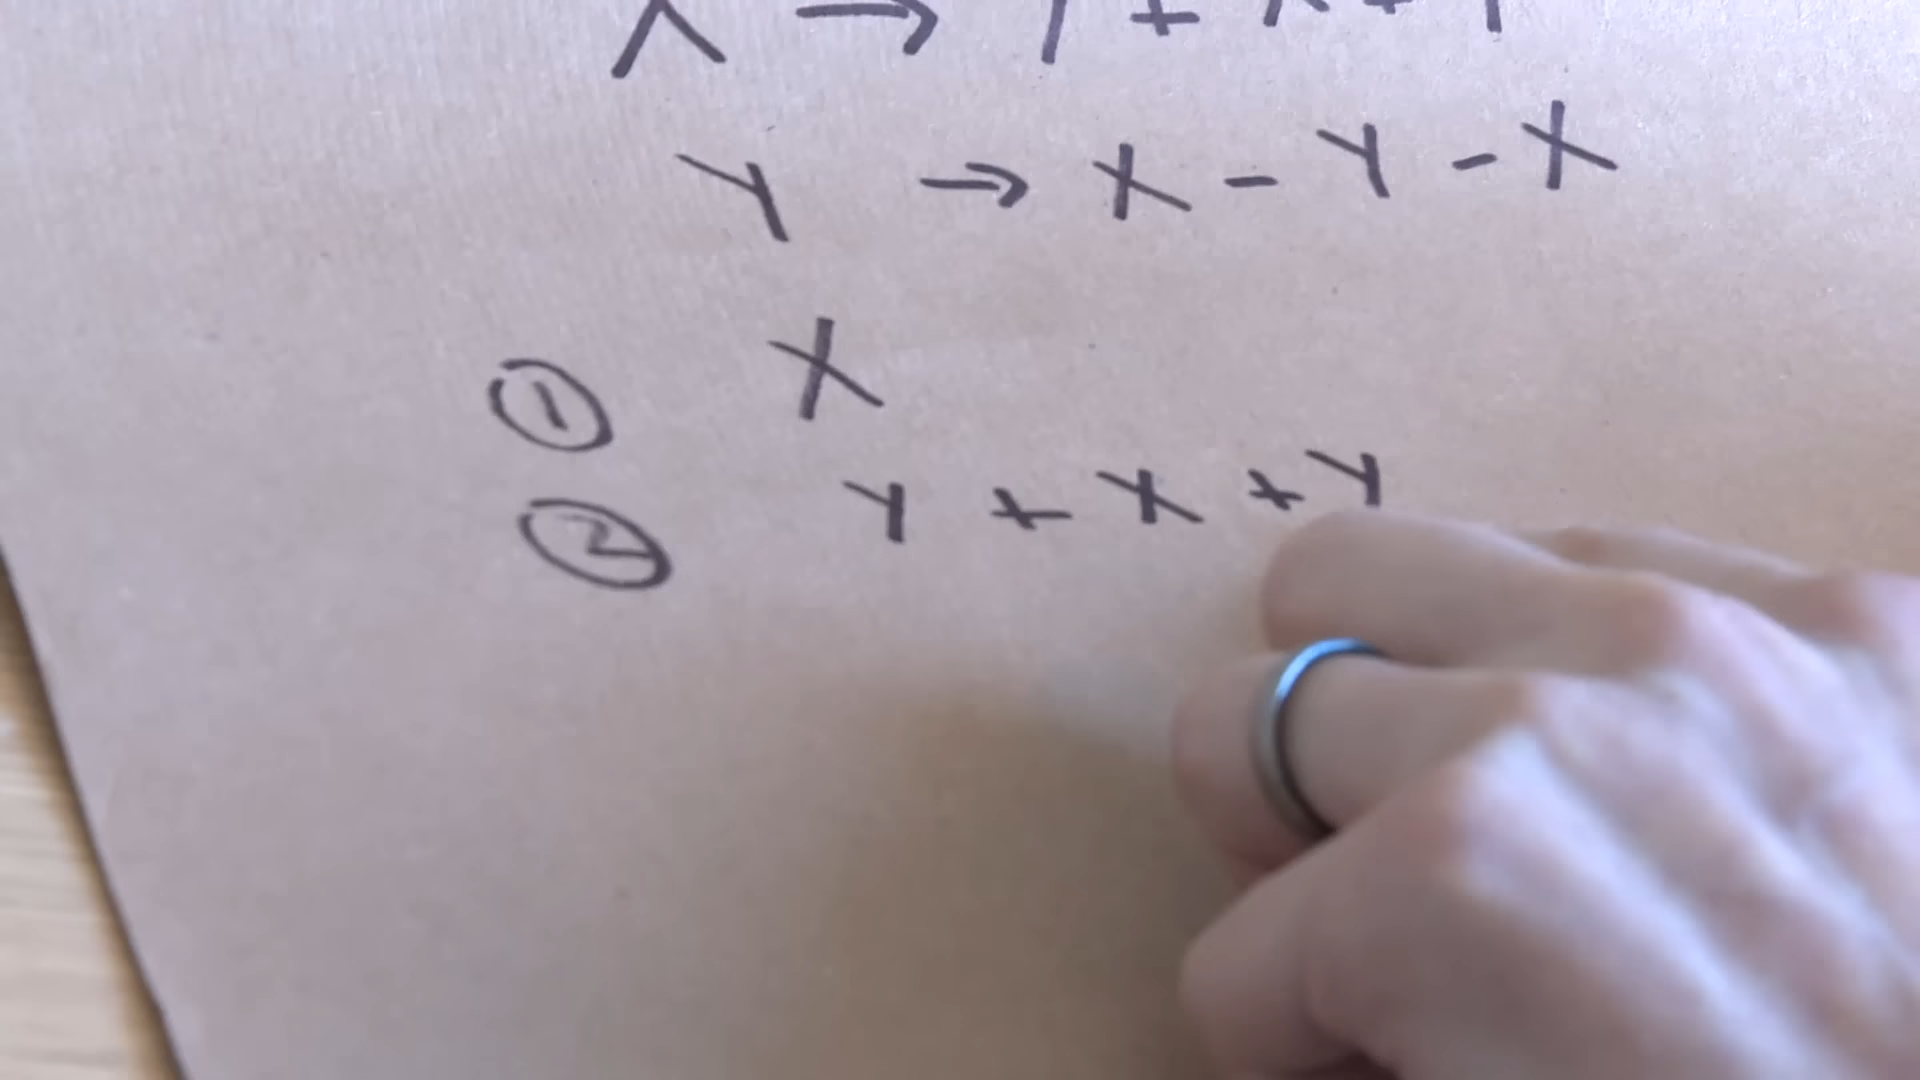 X → Y + X + Y
Y → X - Y - X
① X
② Y + X + Y